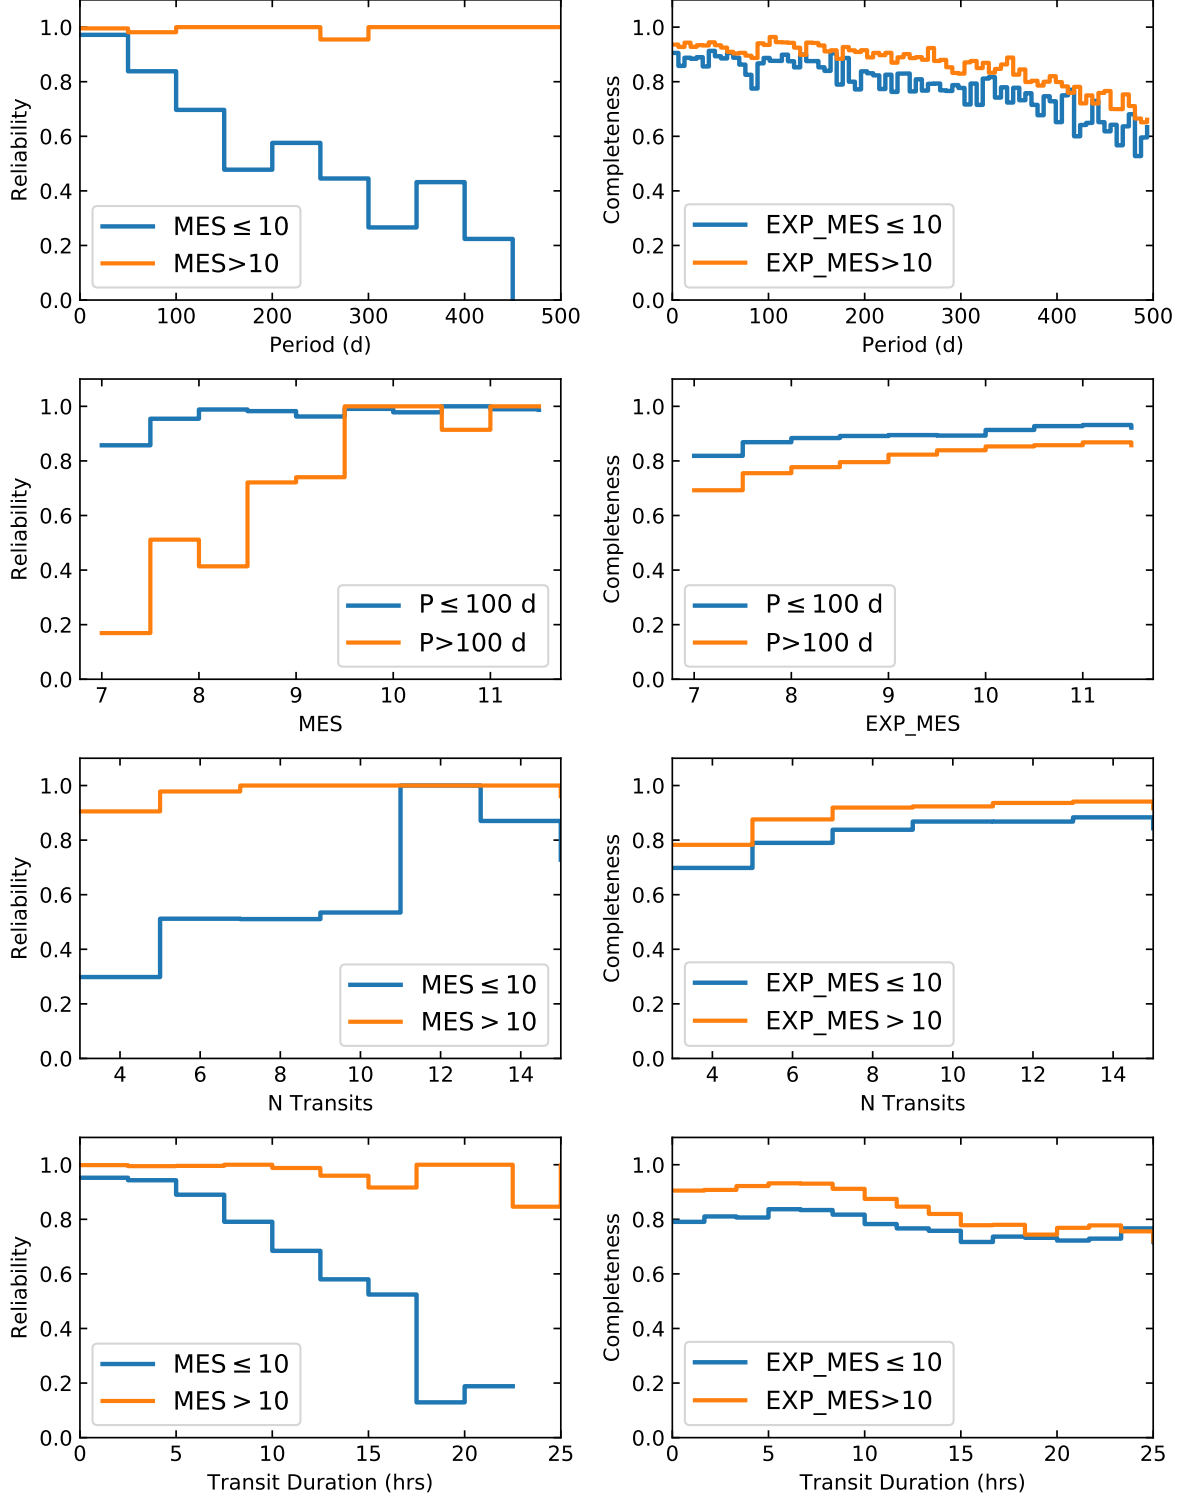 1.0
0.8
0.6
0.4
0.2
0.0
Reliability
MES ≤ 10
MES>10
0 100 200 300 400 500
Period (d)
1.0
0.8
0.6
0.4
0.2
0.0
Completeness
EXP_MES ≤ 10
EXP_MES>10
0 100 200 300 400 500
Period (d)
1.0
0.8
0.6
0.4
0.2
0.0
Reliability
P ≤ 100 d
P>100 d
7 8 9 10 11
MES
1.0
0.8
0.6
0.4
0.2
0.0
Completeness
P ≤ 100 d
P>100 d
7 8 9 10 11
EXP_MES
1.0
0.8
0.6
0.4
0.2
0.0
Reliability
MES ≤ 10
MES > 10
4 6 8 10 12 14
N Transits
1.0
0.8
0.6
0.4
0.2
0.0
Completeness
EXP_MES ≤ 10
EXP_MES > 10
4 6 8 10 12 14
N Transits
1.0
0.8
0.6
0.4
0.2
0.0
Reliability
MES ≤ 10
MES > 10
0 5 10 15 20 25
Transit Duration (hrs)
1.0
0.8
0.6
0.4
0.2
0.0
Completeness
EXP_MES ≤ 10
EXP_MES>10
0 5 10 15 20 25
Transit Duration (hrs)